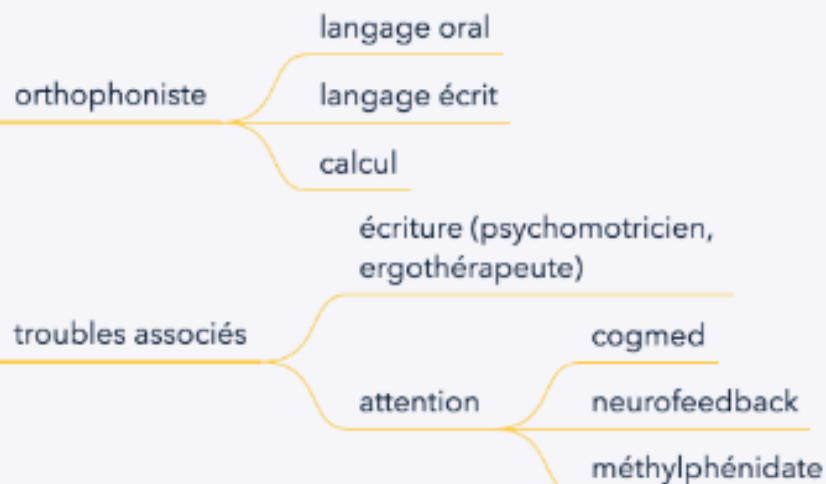 langage oral
orthophoniste
langage écrit
calcul
écriture (psychomotricien,
ergothérapeute)
troubles associés
cogmed
attention
neurofeedback
méthylphénidate